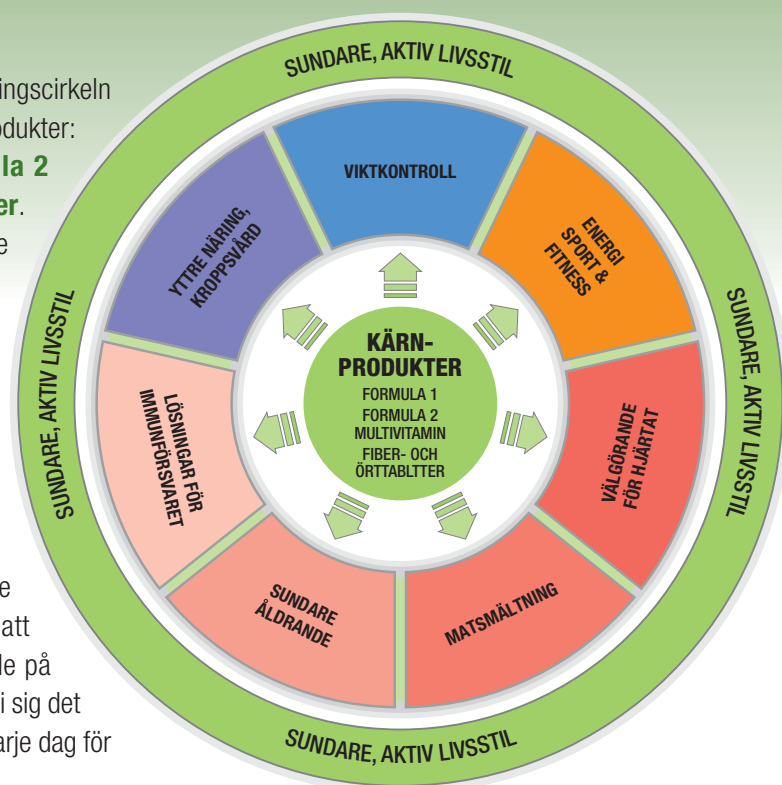 SUNDARE, AKTIV LIVSSTIL
ingscirkeln
odukter:
la 2
er.
e
VIKTKONTROLL
ENERGI
SPORT &
FITNESS
YTTRE NÄRING,
KROPPSVÅRD
SUNDARE, AKTIV LIVSSTIL
SUNDARE, AKTIV LIVSSTIL
KÄRN-
PRODUKTER
FORMULA 1
FORMULA 2
MULTIVITAMIN
FIBER- OCH
ÖRTTABLTTER
LÖSNINGAR FÖR
IMMUNFÖRSVARET
VÄLGÖRANDE
FÖR HJÄRTAT
SUNDARE
ÅLDRANDE
MATSMÄLTNING
e
att
le på
i sig det
arje dag för
SUNDARE, AKTIV LIVSSTIL